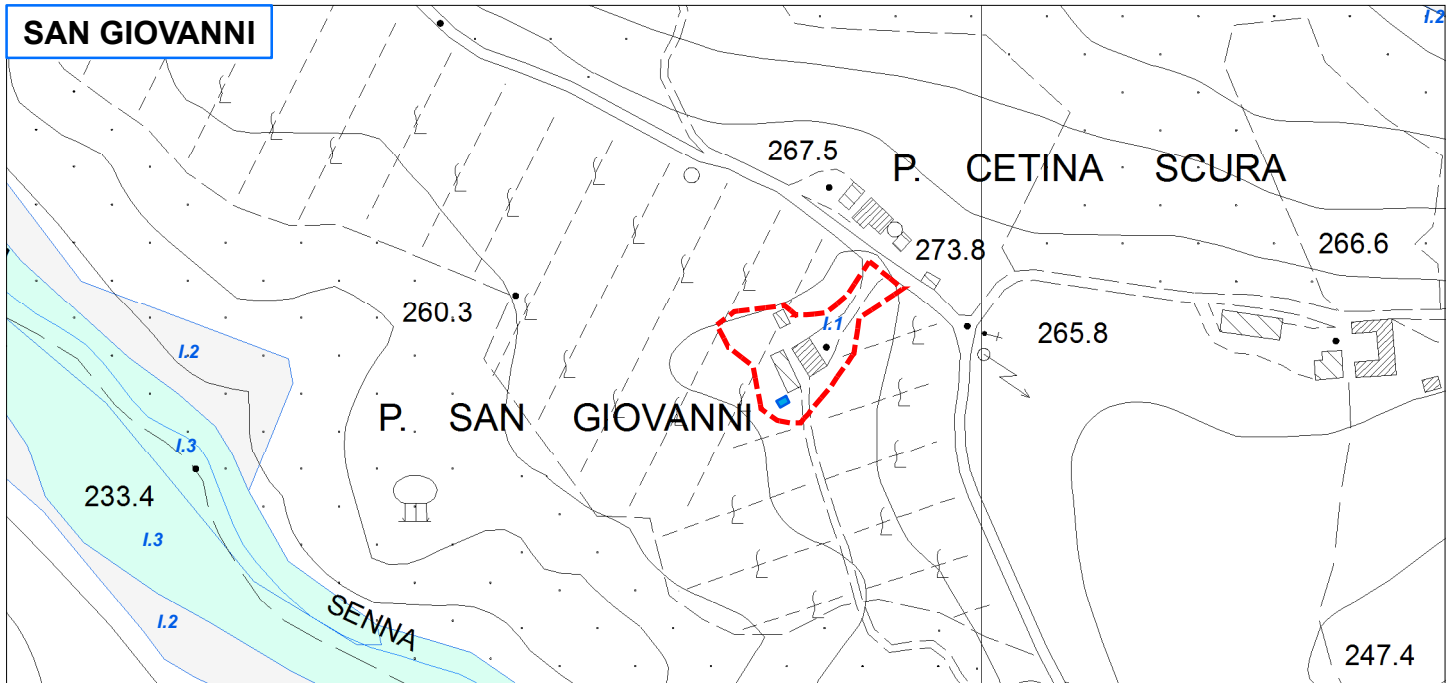 SAN GIOVANNI
I.2
267.5
P. CETINA SCURA
273.8
266.6
260.3
I.1
265.8
I.2
P. SAN GIOVANNI
I.3
233.4
I.3
SENNA
I.2
247.4